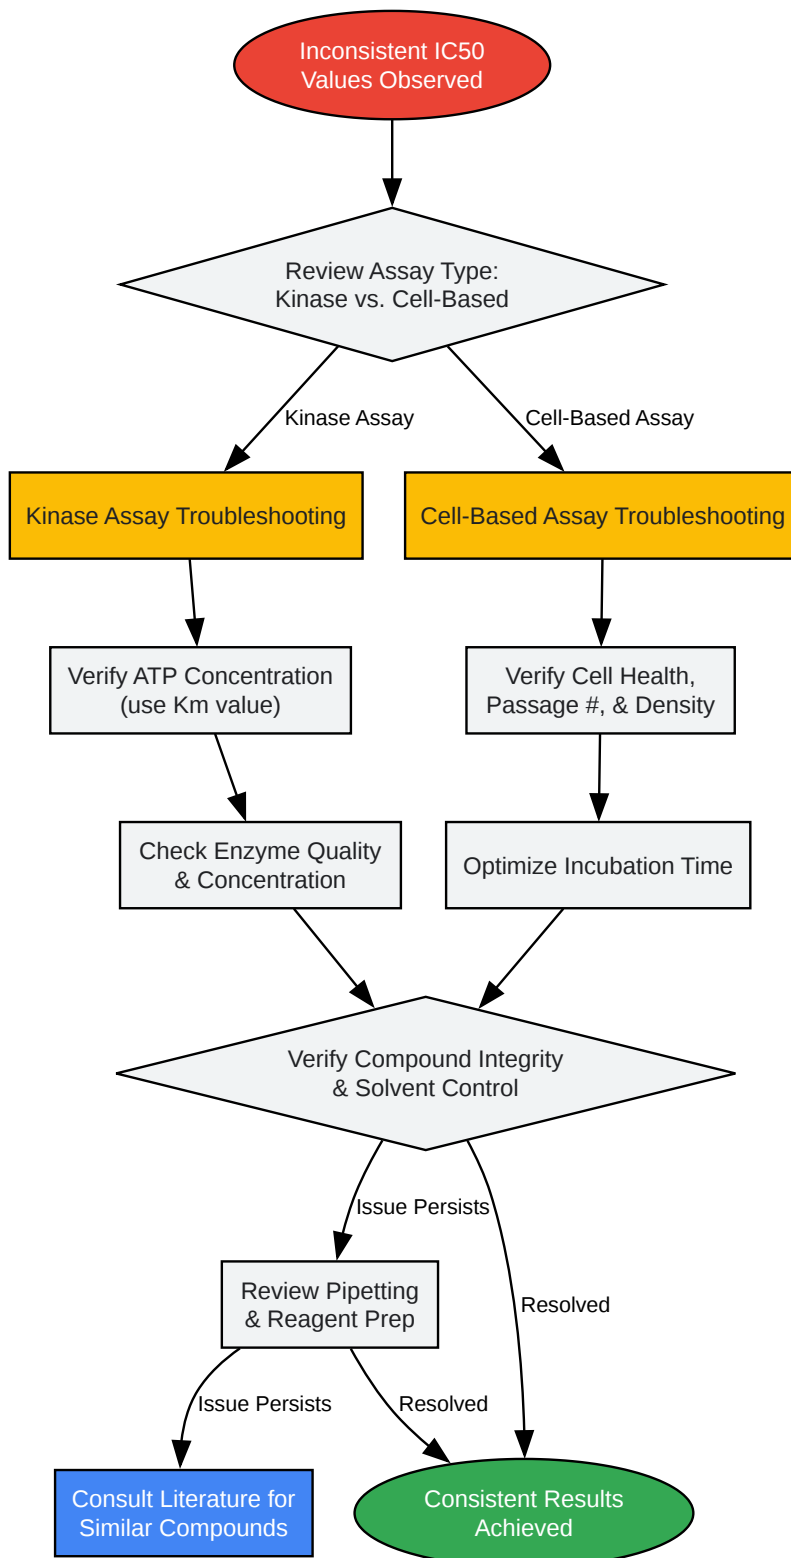 Inconsistent IC50
Values Observed
Review Assay Type:
Kinase vs. Cell-Based
Kinase Assay
Cell-Based Assay
Kinase Assay Troubleshooting
Cell-Based Assay Troubleshooting
Verify ATP Concentration
(use Km value)
Verify Cell Health,
Passage #, & Density
Check Enzyme Quality
& Concentration
Optimize Incubation Time
Verify Compound Integrity
& Solvent Control
Issue Persists
Review Pipetting
& Reagent Prep
Resolved
Issue Persists
Resolved
Consult Literature for
Similar Compounds
Consistent Results
Achieved